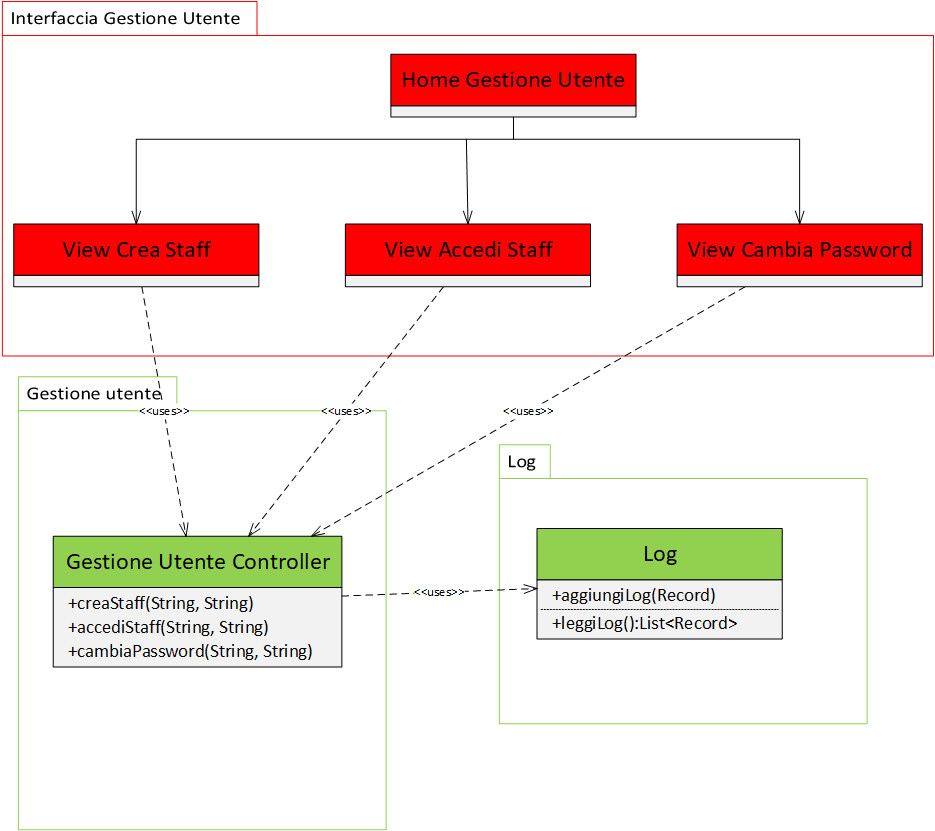 Interfaccia Gestione Utente
Home Gestione Utente
View Crea Staff
View Accedi Staff
View Cambia Password
Gestione utente
<<uses>>
<<uses>>
<<uses>>
Log
Gestione Utente Controller
+creaStaff(String, String)
+accediStaff(String, String)
+cambiaPassword(String, String)
<<uses>>
Log
+aggiungiLog(Record)
+leggiLog():List<Record>